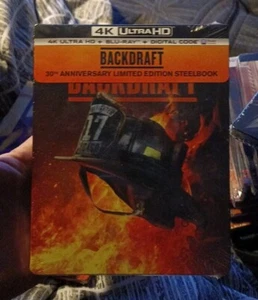 4K ULTRA HD
4K ULTRA HD + BLU-RAY + DIGITAL CODE
BACKDRAFT
30TH ANNIVERSARY LIMITED EDITION STEELBOOK
BACKDRAFT
17